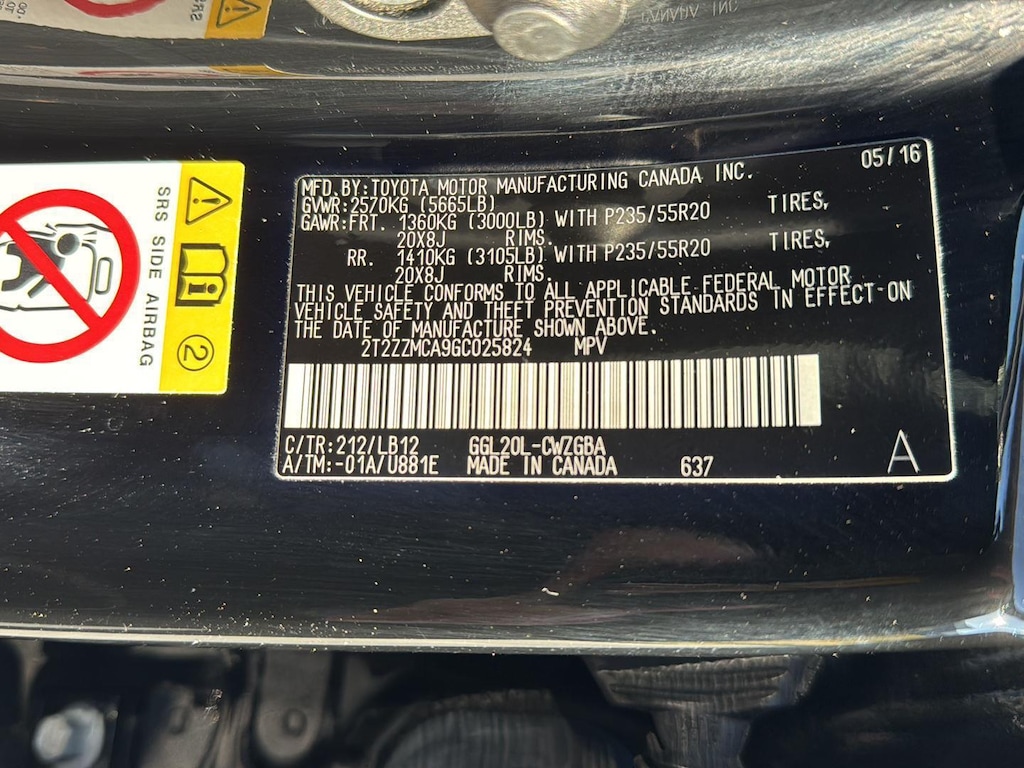 05/16
MFD.BY:TOYOTA MOTOR MANUFACTURING CANADA INC.
GVWR:2570KG (5665LB)
GAWR:FRT. 1360KG (3000LB) WITH P235/55R20 TIRES,
20X8J RIMS.
RR. 1410KG (3105LB) WITH P235/55R20 TIRES,
20X8J RIMS.
THIS VEHICLE CONFORMS TO ALL APPLICABLE FEDERAL MOTOR
VEHICLE SAFETY AND THEFT PREVENTION STANDARDS IN EFFECT-ON
THE DATE OF MANUFACTURE SHOWN ABOVE.
2T2ZZMCA9GC025824 MPV
C/TR:212/LB12 GGL20L-CWZGBA
A/TM:-01A/U881E MADE IN CANADA 637 A
SRS SIDE AIRBAG
2